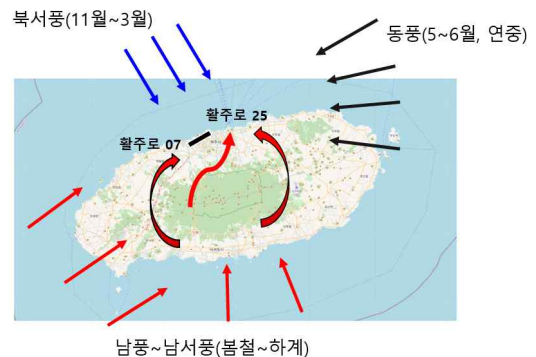 북서풍(11월~3월)
동풍(5~6월, 연중)
활주로 25
활주로 07
남풍~남서풍(봄철~하계)